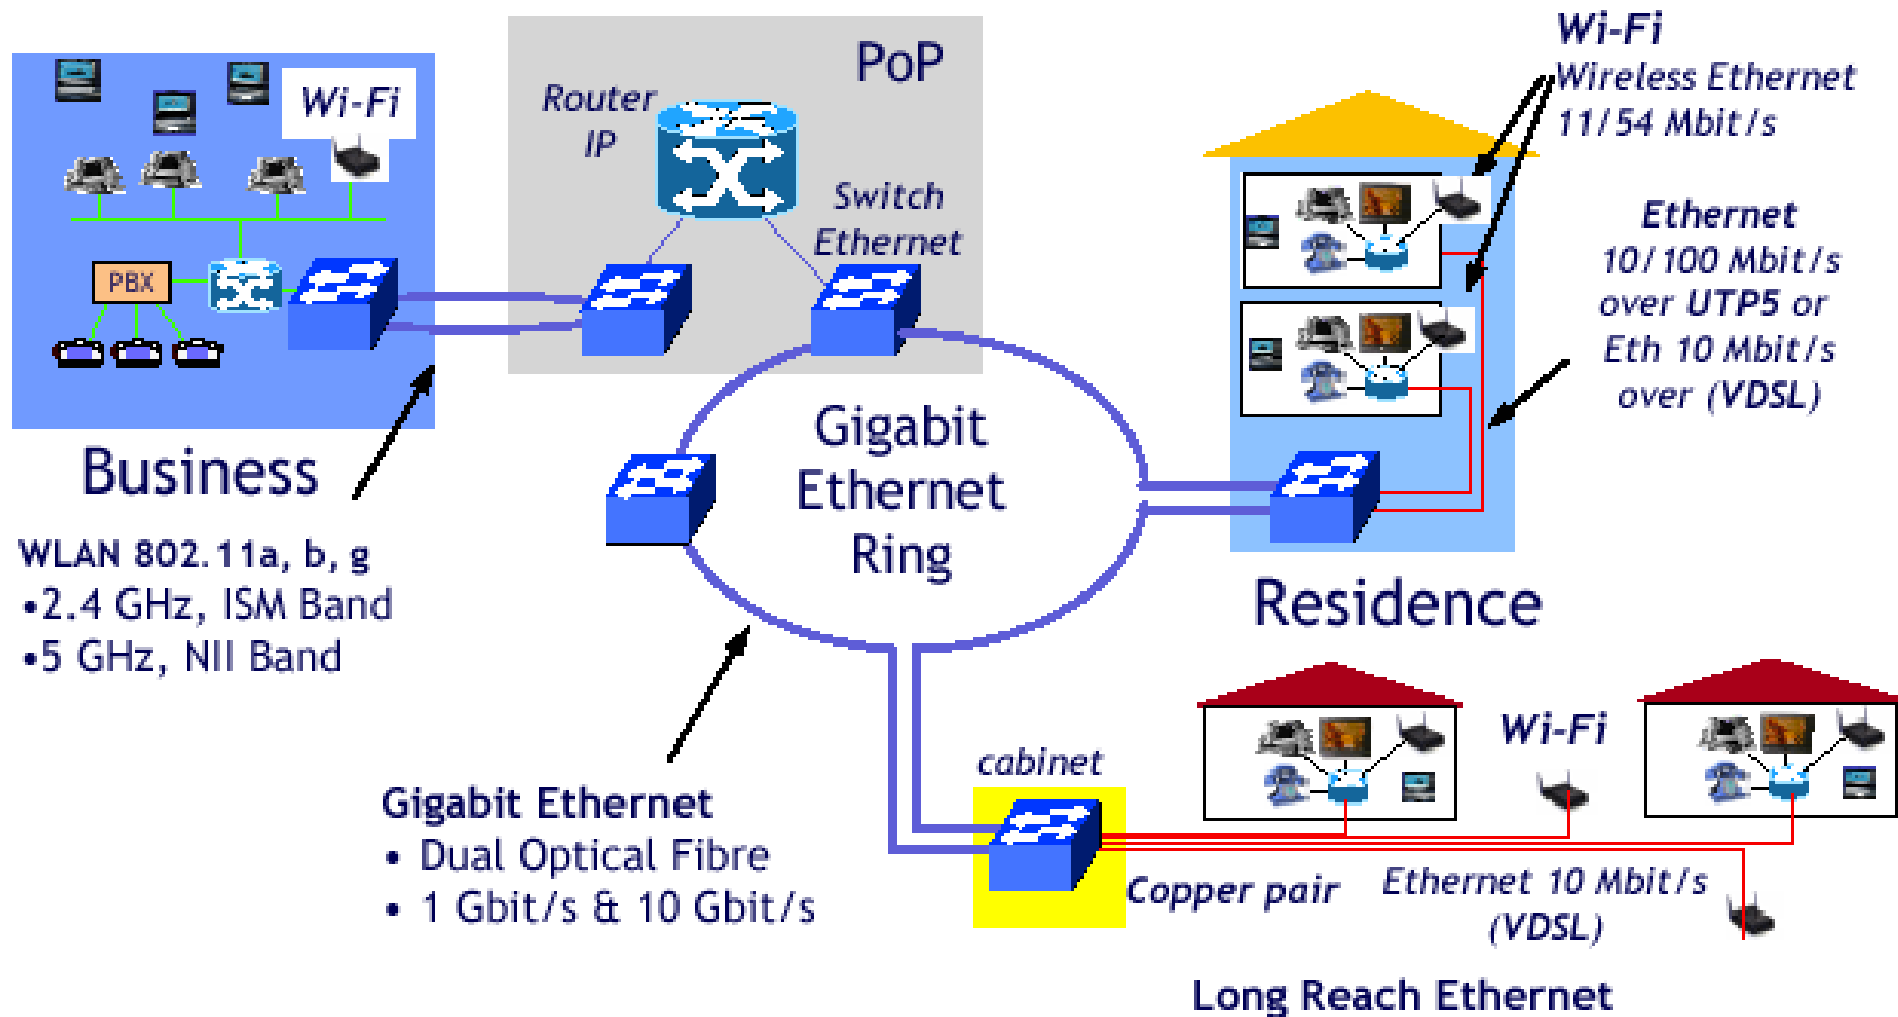 PoP
Router
IP
Switch
Ethernet
Wi-Fi
PBX
Business
WLAN 802.11a, b, g
•2.4 GHz, ISM Band
•5 GHz, NII Band
Gigabit
Ethernet
Ring
Wi-Fi
Wireless Ethernet
11/54 Mbit/s
Ethernet
10/100 Mbit/s
over UTP5 or
Eth 10 Mbit/s
over (VDSL)
Residence
Gigabit Ethernet
• Dual Optical Fibre
• 1 Gbit/s & 10 Gbit/s
cabinet
Wi-Fi
Copper pair
Ethernet 10 Mbit/s
(VDSL)
Long Reach Ethernet